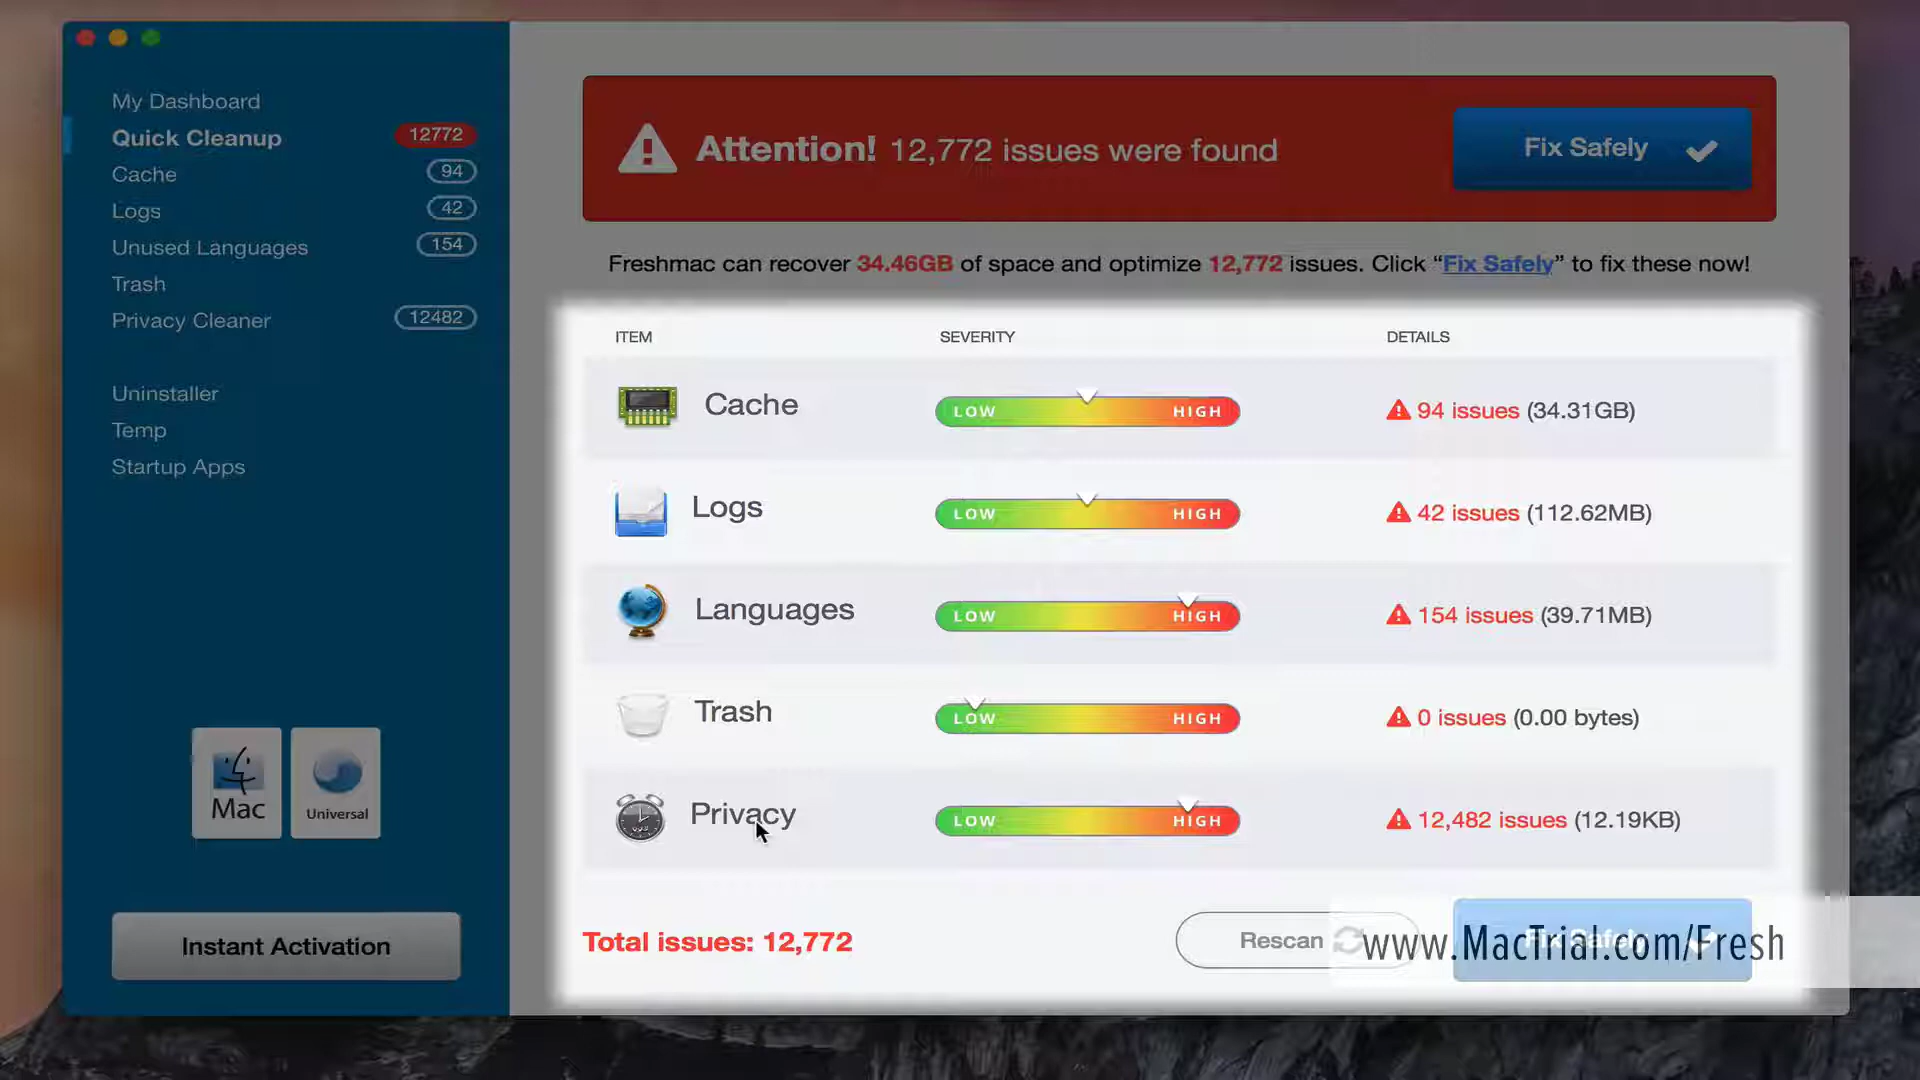 My Dashboard
Quick Cleanup 12772
Cache 94
Logs 42
Unused Languages 154
Trash
Privacy Cleaner 12482
Uninstaller
Temp
Startup Apps
Mac
Universal
Instant Activation
Attention! 12,772 issues were found
Fix Safely
Freshmac can recover 34.46GB of space and optimize 12,772 issues. Click “Fix Safely” to fix these now!
ITEM SEVERITY DETAILS
Cache LOW HIGH 94 issues (34.31GB)
Logs LOW HIGH 42 issues (112.62MB)
Languages LOW HIGH 154 issues (39.71MB)
Trash LOW HIGH 0 issues (0.00 bytes)
Privacy LOW HIGH 12,482 issues (12.19KB)
Total issues: 12,772
Rescan
Fix Safely
www.MacTrial.com/Fresh